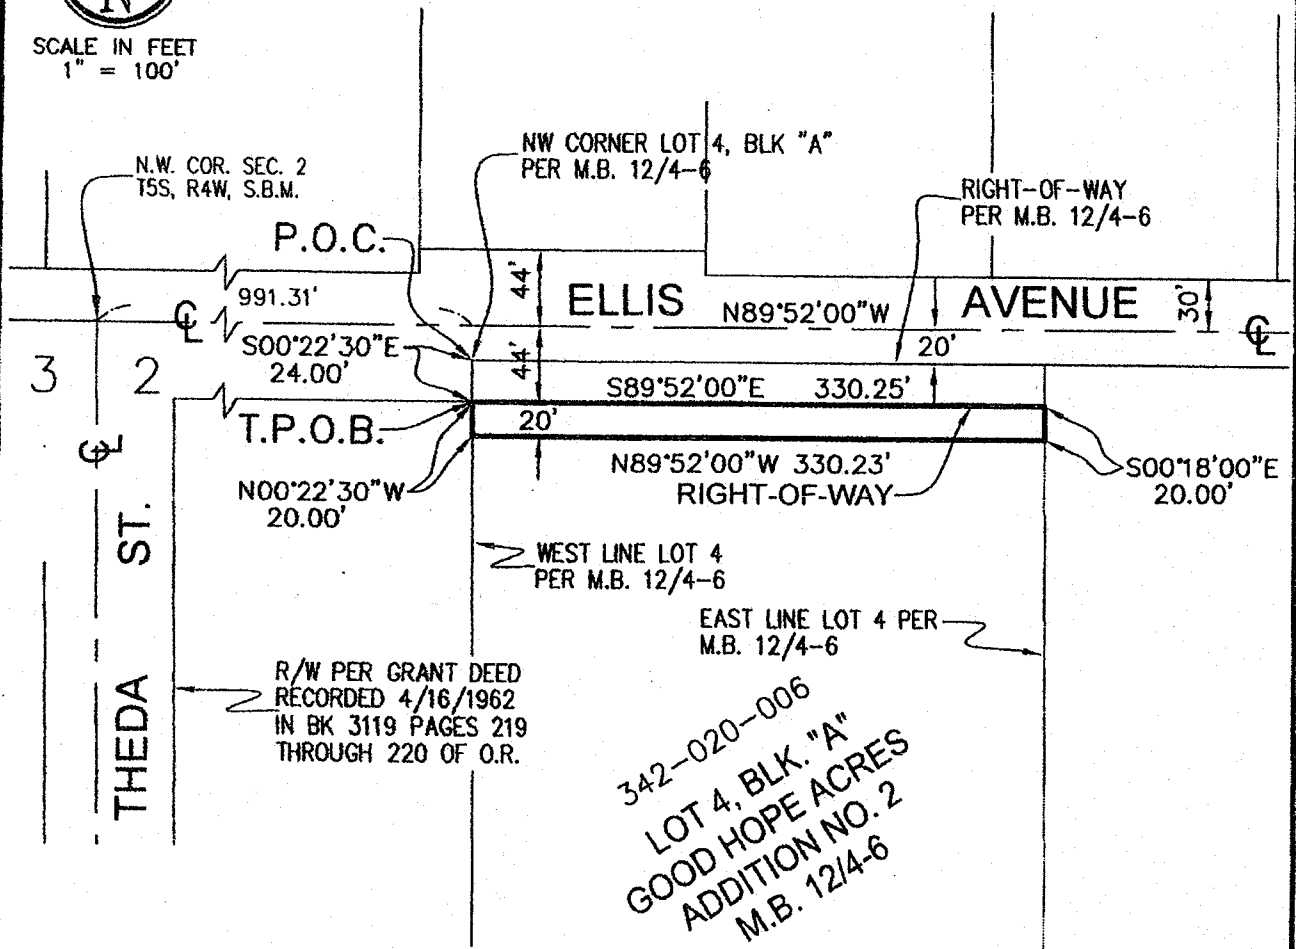 N
SCALE IN FEET
1" = 100'
N.W. COR. SEC. 2
T5S, R4W, S.B.M.
NW CORNER LOT 4, BLK "A"
PER M.B. 12/4-6
RIGHT-OF-WAY
PER M.B. 12/4-6
P.O.C.
991.31'
44'
ELLIS
N89°52'00"W
AVENUE
30'
℄
℄
S00°22'30"E
24.00'
44'
20'
3
2
S89°52'00"E 330.25'
T.P.O.B.
20'
℄
N00°22'30"W
20.00'
N89°52'00"W 330.23'
RIGHT-OF-WAY
S00°18'00"E
20.00'
THEDA ST.
WEST LINE LOT 4
PER M.B. 12/4-6
EAST LINE LOT 4 PER
M.B. 12/4-6
R/W PER GRANT DEED
RECORDED 4/16/1962
IN BK 3119 PAGES 219
THROUGH 220 OF O.R.
342-020-006
LOT 4, BLK. "A"
GOOD HOPE ACRES
ADDITION NO. 2
M.B. 12/4-6